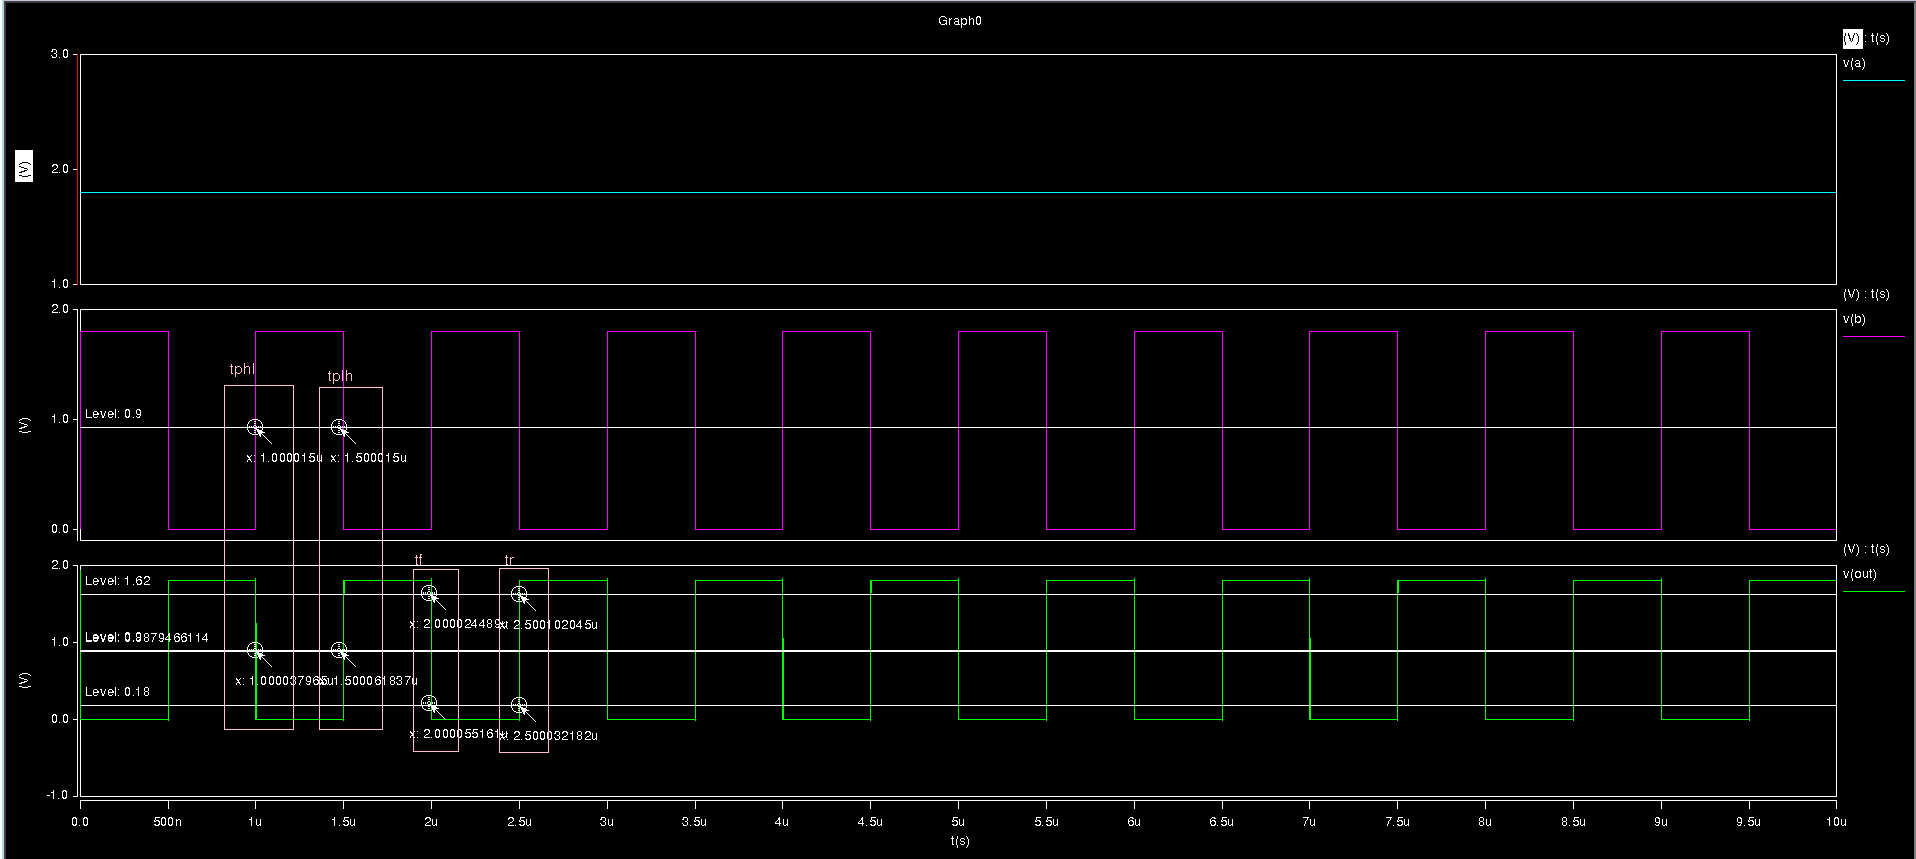 Graph0
(V) : t(s)
v(a)
3.0
2.0
1.0
(V)
(V) : t(s)
v(b)
2.0
1.0
0.0
(V)
tphl
tplh
Level: 0.9
x: 1.000015u
x: 1.500015u
(V) : t(s)
v(out)
2.0
1.0
0.0
-1.0
(V)
tf
tr
Level: 1.62
x: 2.000024489u
x: 2.500102045u
Level:
x: 1.000037965u
x: 1.500061837u
Level: 0.18
x: 2.000055161u
x: 2.500032182u
0.0 500n 1u 1.5u 2u 2.5u 3u 3.5u 4u 4.5u 5u 5.5u 6u 6.5u 7u 7.5u 8u 8.5u 9u 9.5u 10u
t(s)